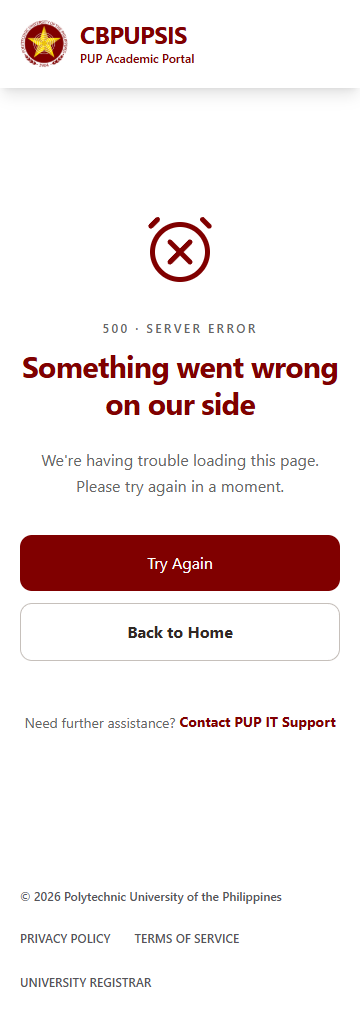 CBPUPSIS
PUP Academic Portal
500 · SERVER ERROR
Something went wrong
on our side
We're having trouble loading this page.
Please try again in a moment.
Try Again
Back to Home
Need further assistance? Contact PUP IT Support
© 2026 Polytechnic University of the Philippines
PRIVACY POLICY TERMS OF SERVICE
UNIVERSITY REGISTRAR